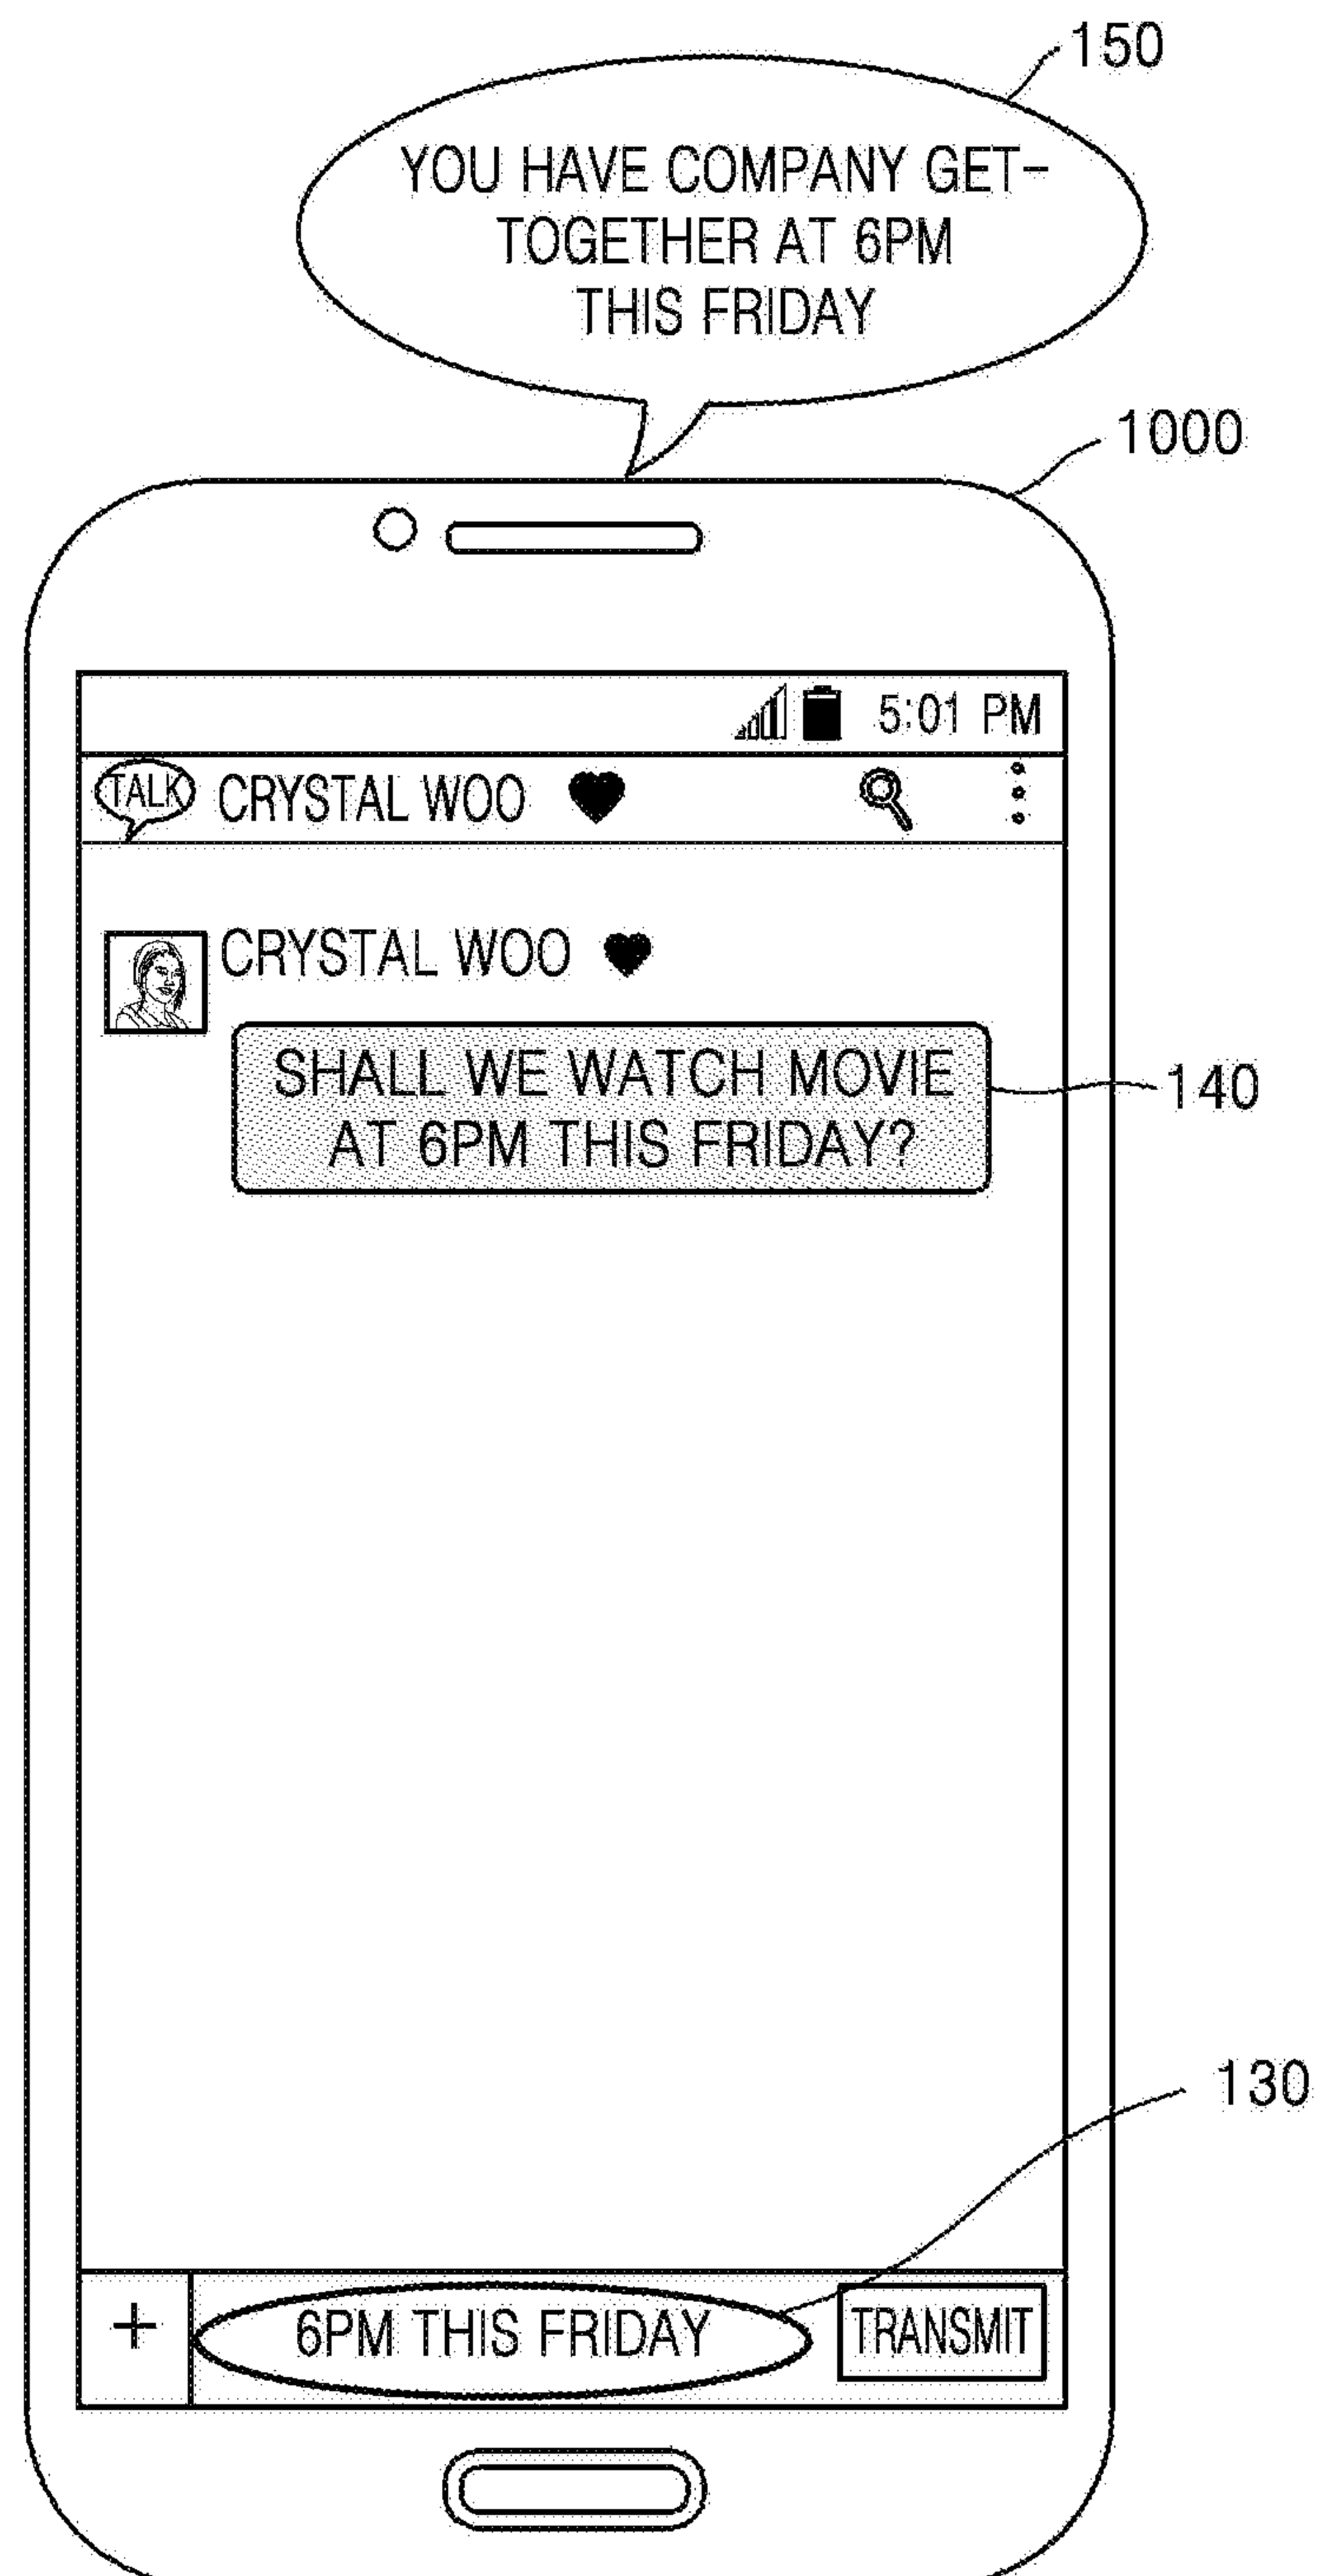 150
YOU HAVE COMPANY GET-
TOGETHER AT 6PM
THIS FRIDAY
1000
5:01 PM
TALK CRYSTAL WOO
CRYSTAL WOO
SHALL WE WATCH MOVIE
AT 6PM THIS FRIDAY?
140
130
+ 6PM THIS FRIDAY TRANSMIT